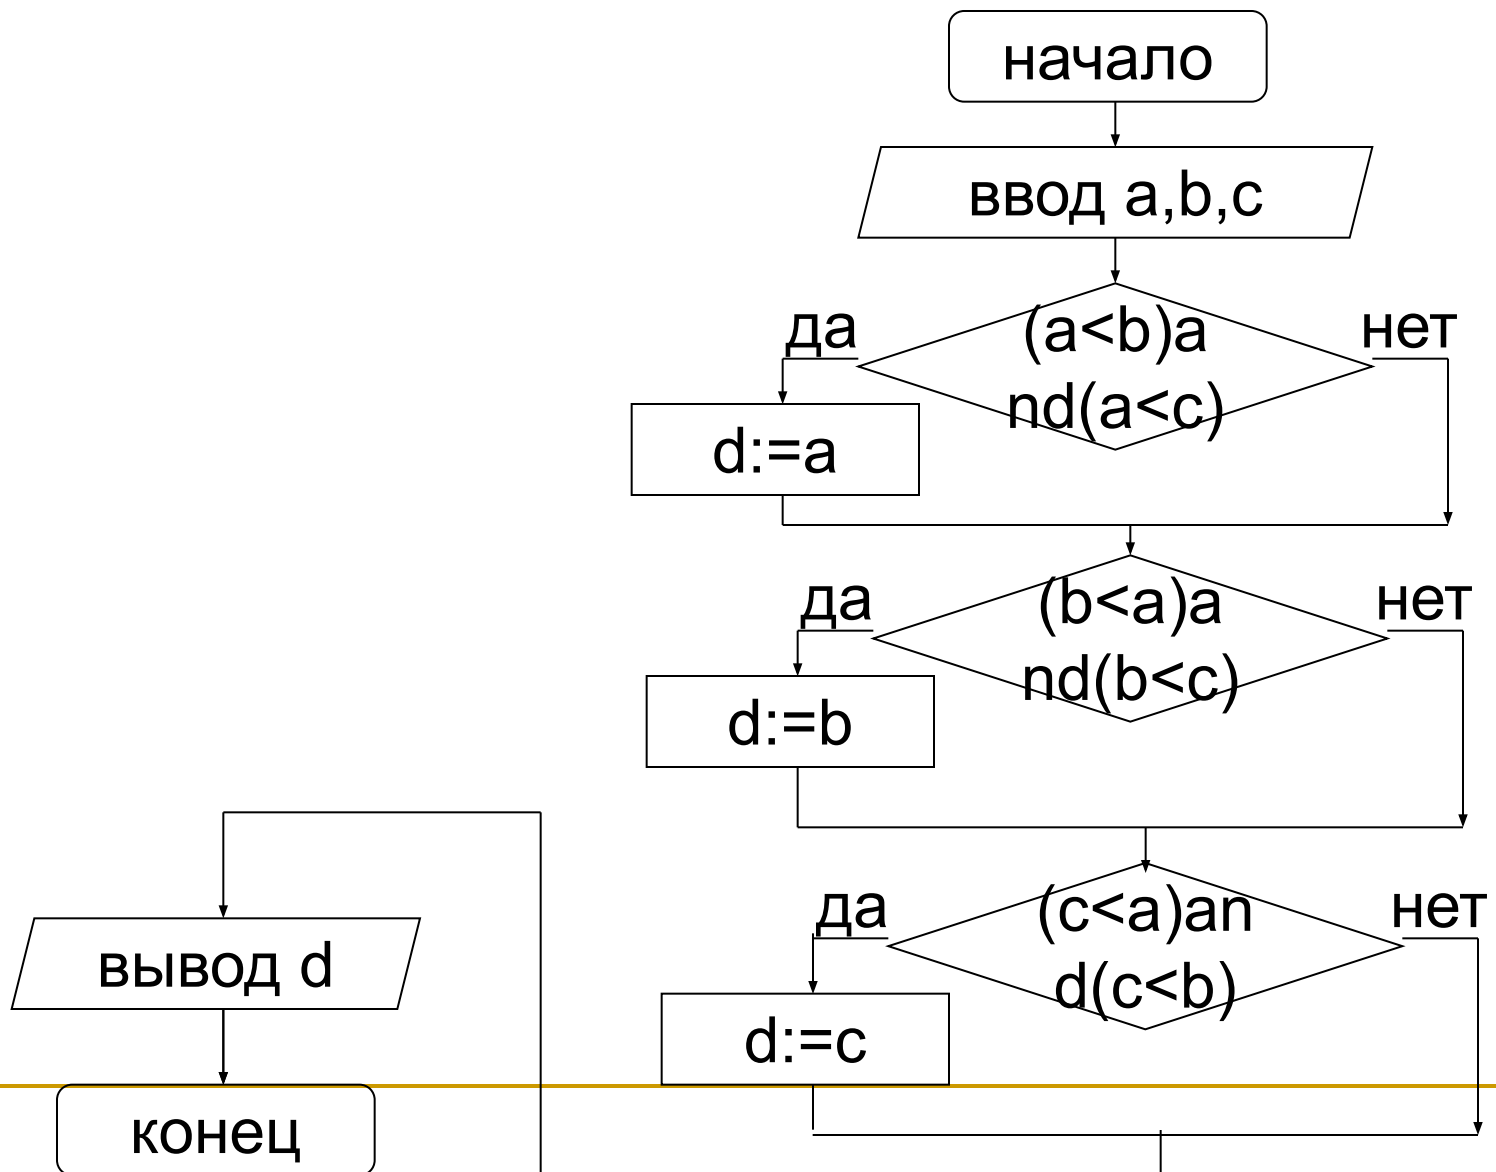 начало
ввод a,b,c
да
(a<b)a
нет
nd(a<c)
d:=a
да
(b<a)a
нет
nd(b<c)
d:=b
да
(c<a)an
нет
d(c<b)
d:=c
вывод d
конец